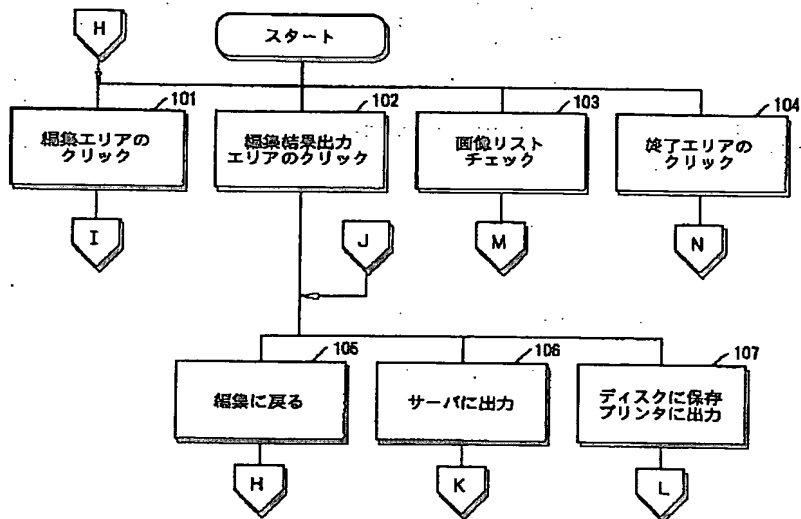 H
スタート
101
102
103
104
編集エリアの
クリック
編集結果出力
エリアのクリック
画像リスト
チェック
終了エリアの
クリック
I
J
M
N
105
106
107
編集に戻る
サーバに出力
ディスクに保存
プリンタに出力
H
K
L